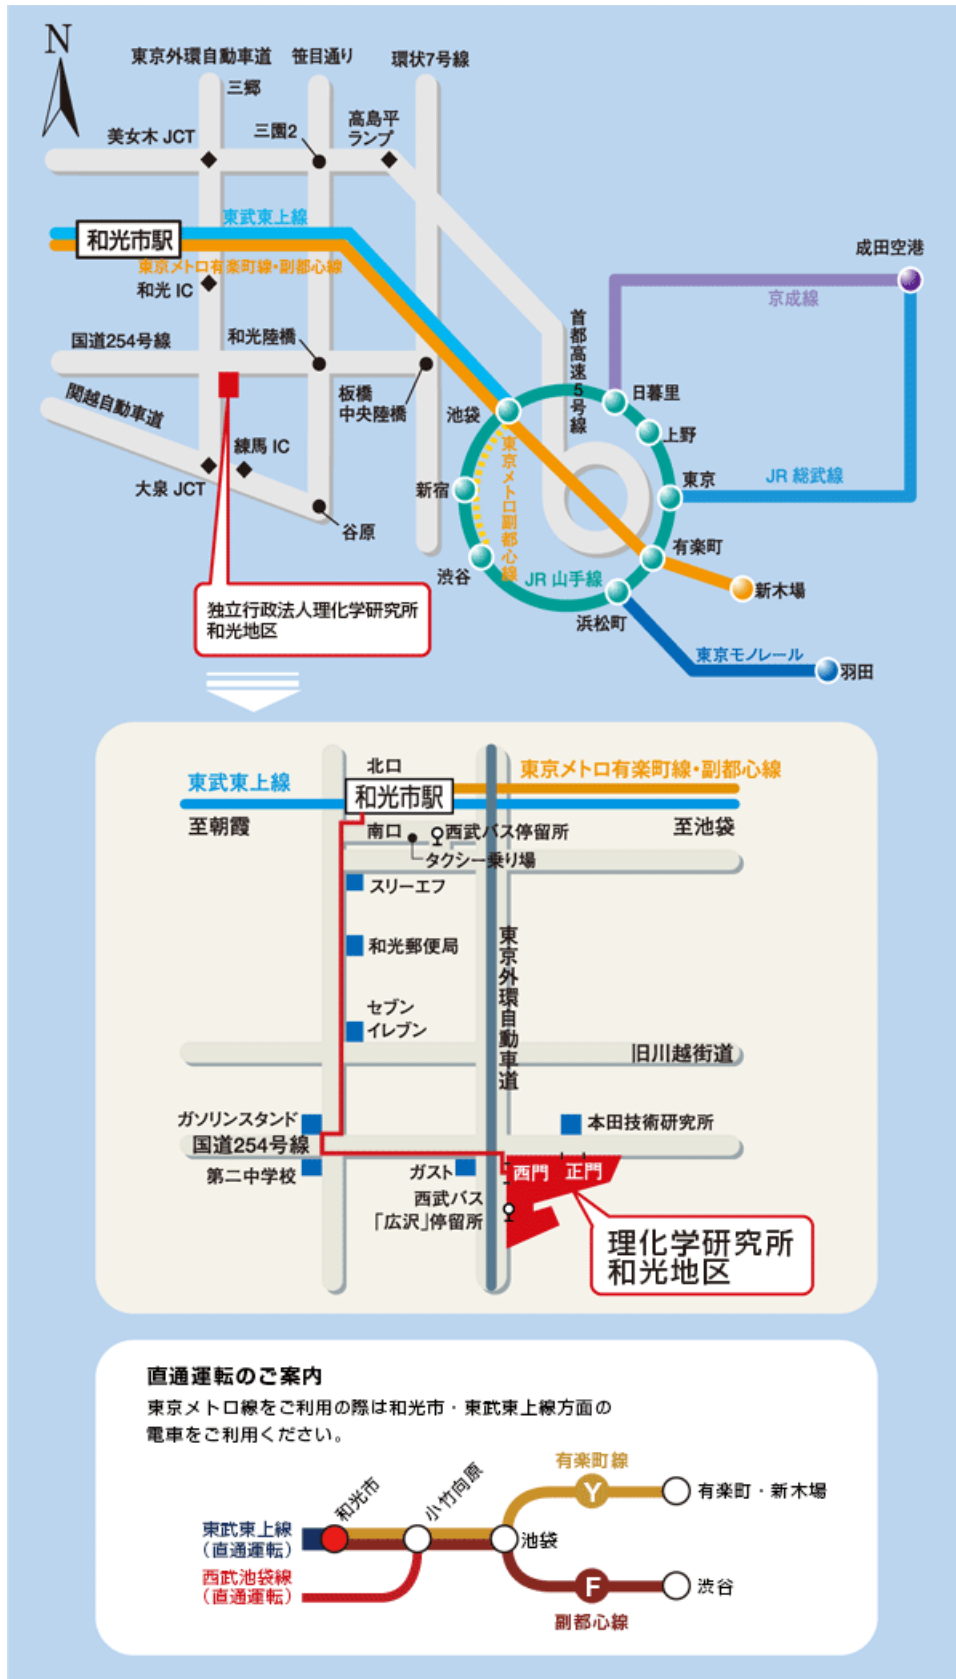 N
東京外環自動車道
笹目通り
環状7号線
三郷
美女木 JCT
三園2
高島平
ランプ
東武東上線
和光市駅
東京メトロ有楽町線・副都心線
和光 IC
成田空港
京成線
国道254号線
和光陸橋
首都高速5号線
関越自動車道
板橋
中央陸橋
池袋
日暮里
上野
練馬 IC
大泉 JCT
谷原
新宿
東京メトロ副都心線
東京
JR 総武線
有楽町
渋谷
JR 山手線
新木場
浜松町
独立行政法人理化学研究所
和光地区
東京モノレール
羽田
北口
東武東上線
和光市駅
東京メトロ有楽町線・副都心線
至朝霞
南口
西武バス停留所
至池袋
タクシー乗り場
スリーエフ
和光郵便局
東京外環自動車道
セブン
イレブン
旧川越街道
ガソリンスタンド
国道254号線
本田技術研究所
第二中学校
ガスト
西門
正門
西武バス
「広沢」停留所
理化学研究所
和光地区
直通運転のご案内
東京メトロ線をご利用の際は和光市・東武東上線方面の
電車をご利用ください。
有楽町線
和光市
小竹向原
Y
有楽町・新木場
東武東上線
(直通運転)
池袋
西武池袋線
(直通運転)
F
渋谷
副都心線